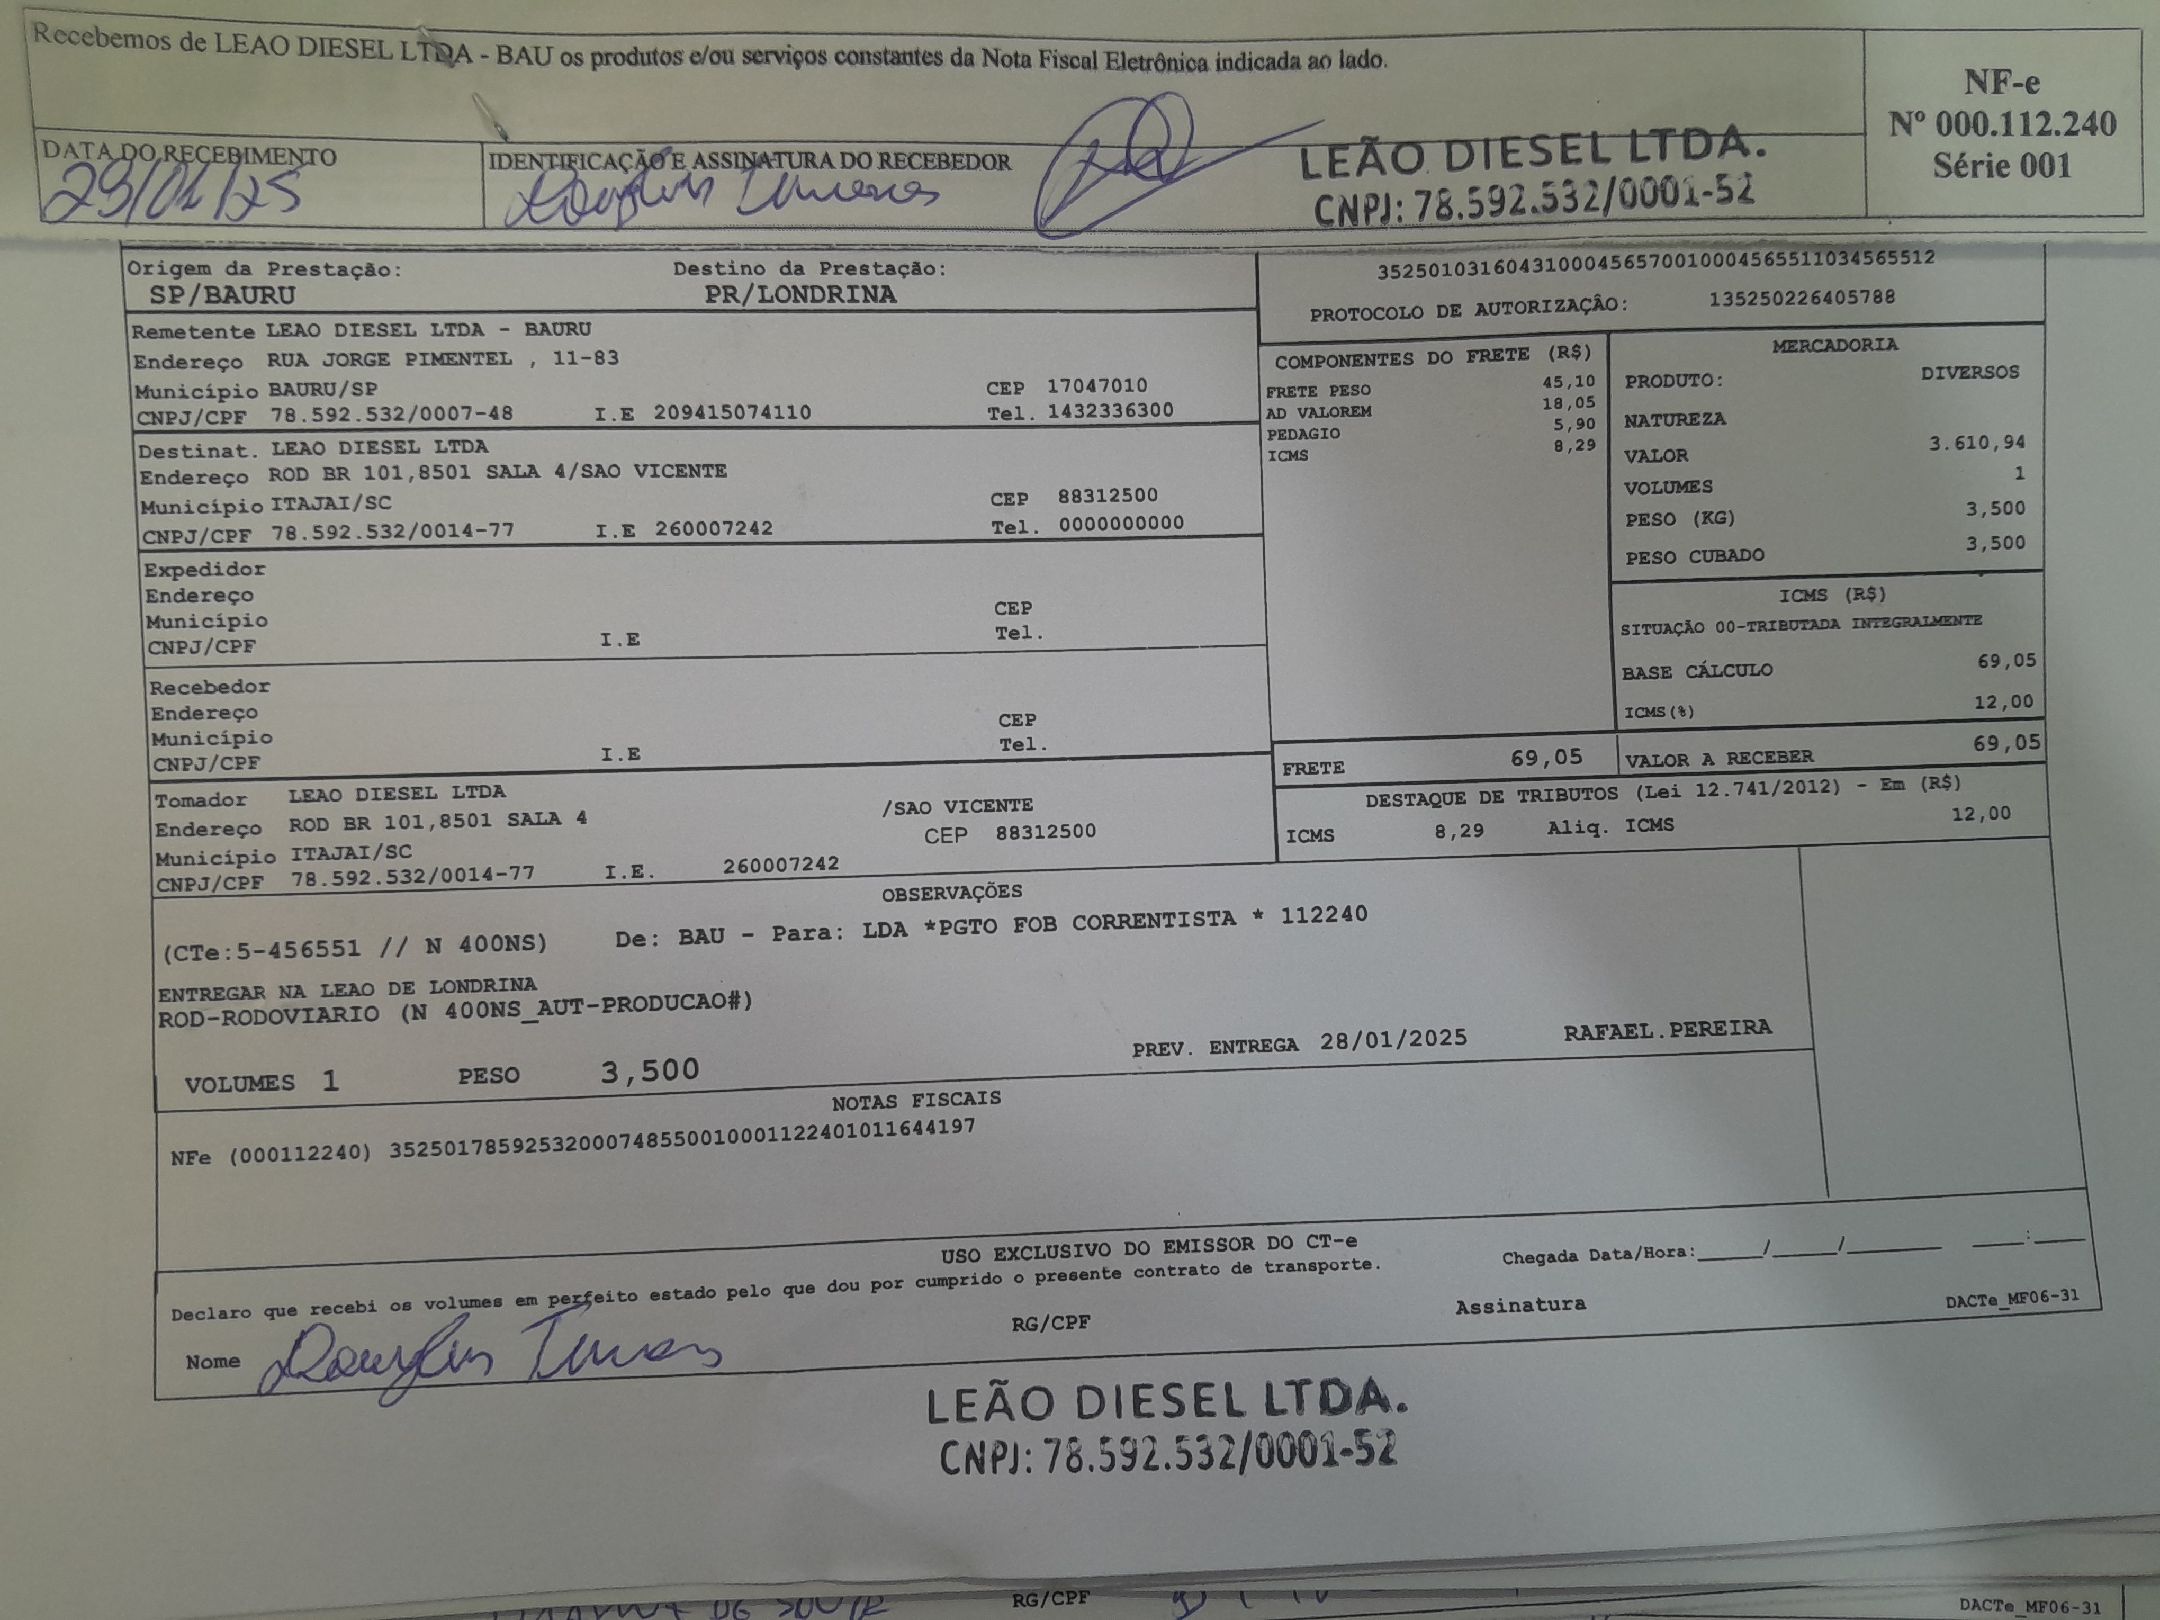 Recebemos de LEAO DIESEL LTDA - BAU os produtos e/ou serviços constantes da Nota Fiscal Eletrônica indicada ao lado.
NF-e
Nº 000.112.240
Série 001
DATA DO RECEBIMENTO
29/01/25
IDENTIFICAÇÃO E ASSINATURA DO RECEBEDOR
Douglas
LEÃO DIESEL LTDA.
CNPJ: 78.592.532/0001-52
Origem da Prestação: Destino da Prestação:
SP/BAURU PR/LONDRINA
35250103160431000456570010004565511034565512
PROTOCOLO DE AUTORIZAÇÃO: 135250226405788
Remetente LEAO DIESEL LTDA - BAURU
Endereço RUA JORGE PIMENTEL , 11-83
Município BAURU/SP CEP 17047010
CNPJ/CPF 78.592.532/0007-48 I.E 209415074110 Tel. 1432336300
Destinat. LEAO DIESEL LTDA
Endereço ROD BR 101,8501 SALA 4/SAO VICENTE
Município ITAJAI/SC CEP 88312500
CNPJ/CPF 78.592.532/0014-77 I.E 260007242 Tel. 0000000000
Expedidor
Endereço
Município CEP
CNPJ/CPF I.E Tel.
Recebedor
Endereço
Município CEP
CNPJ/CPF I.E Tel.
Tomador LEAO DIESEL LTDA
Endereço ROD BR 101,8501 SALA 4 /SAO VICENTE
Município ITAJAI/SC CEP 88312500
CNPJ/CPF 78.592.532/0014-77 I.E. 260007242
COMPONENTES DO FRETE (R$)
FRETE PESO 45,10
AD VALOREM 18,05
PEDAGIO 5,90
ICMS 8,29
MERCADORIA
PRODUTO: DIVERSOS
NATUREZA
VALOR 3.610,94
VOLUMES 1
PESO (KG) 3,500
PESO CUBADO 3,500
ICMS (R$)
SITUAÇÃO 00-TRIBUTADA INTEGRALMENTE
BASE CÁLCULO 69,05
ICMS(%) 12,00
FRETE 69,05 VALOR A RECEBER 69,05
DESTAQUE DE TRIBUTOS (Lei 12.741/2012) - Em (R$)
ICMS 8,29 Aliq. ICMS 12,00
OBSERVAÇÕES
(CTe:5-456551 // N 400NS) De: BAU - Para: LDA *PGTO FOB CORRENTISTA * 112240
ENTREGAR NA LEAO DE LONDRINA
ROD-RODOVIARIO (N 400NS_AUT-PRODUCAO#)
PREV. ENTREGA 28/01/2025 RAFAEL.PEREIRA
VOLUMES 1 PESO 3,500
NOTAS FISCAIS
NFe (000112240) 35250178592532000748550010001122401011644197
USO EXCLUSIVO DO EMISSOR DO CT-e
Declaro que recebi os volumes em perfeito estado pelo que dou por cumprido o presente contrato de transporte.
Chegada Data/Hora:_____/_____/_______ ____:____
Nome Douglas RG/CPF Assinatura
DACTe_MF06-31
LEÃO DIESEL LTDA.
CNPJ: 78.592.532/0001-52
RG/CPF
DACTe_MF06-31